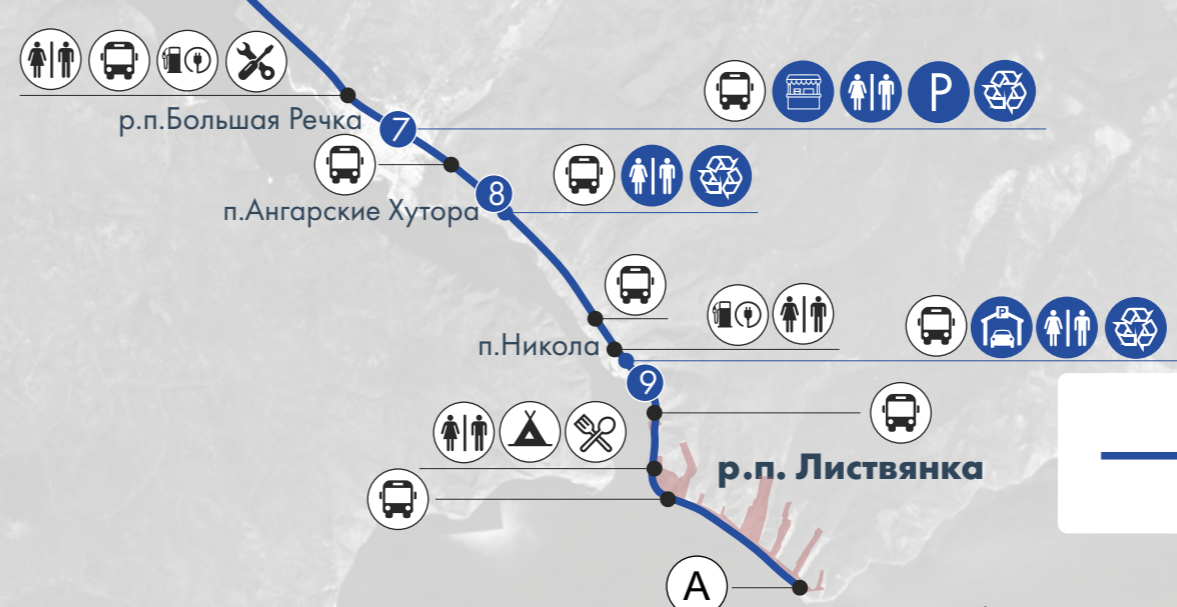 P
р.п.Большая Речка
7
п.Ангарские Хутора
8
P
п.Никола
9
р.п. Листвянка
А